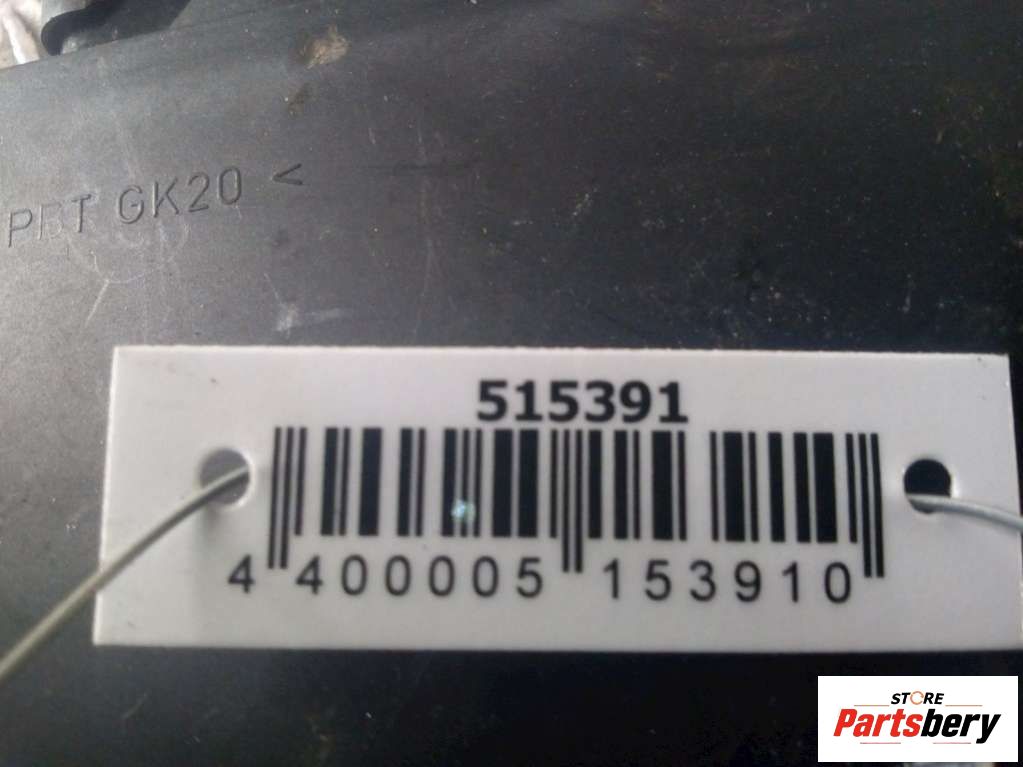 PBT GK20 <
515391
4 400005 153910
STORE
Partsbery